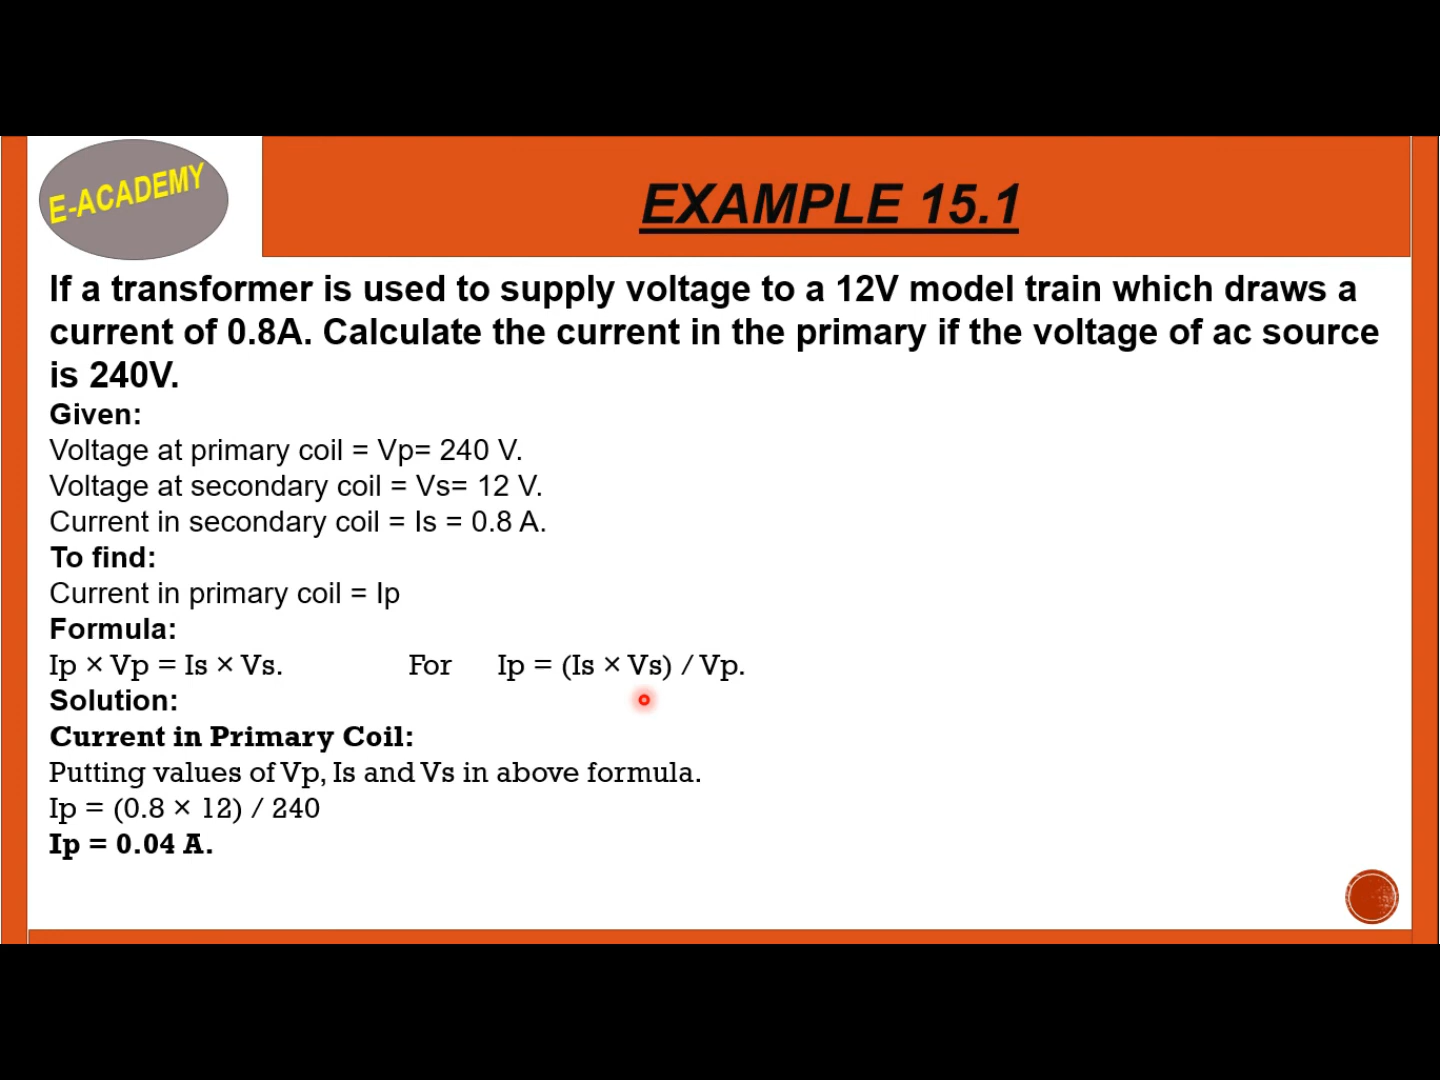 E-ACADEMY
EXAMPLE 15.1
If a transformer is used to supply voltage to a 12V model train which draws a
current of 0.8A. Calculate the current in the primary if the voltage of ac source
is 240V.
Given:
Voltage at primary coil = Vp= 240 V.
Voltage at secondary coil = Vs= 12 V.
Current in secondary coil = Is = 0.8 A.
To find:
Current in primary coil = Ip
Formula:
Ip × Vp = Is × Vs. For Ip = (Is × Vs) / Vp.
Solution:
Current in Primary Coil:
Putting values of Vp, Is and Vs in above formula.
Ip = (0.8 × 12) / 240
Ip = 0.04 A.